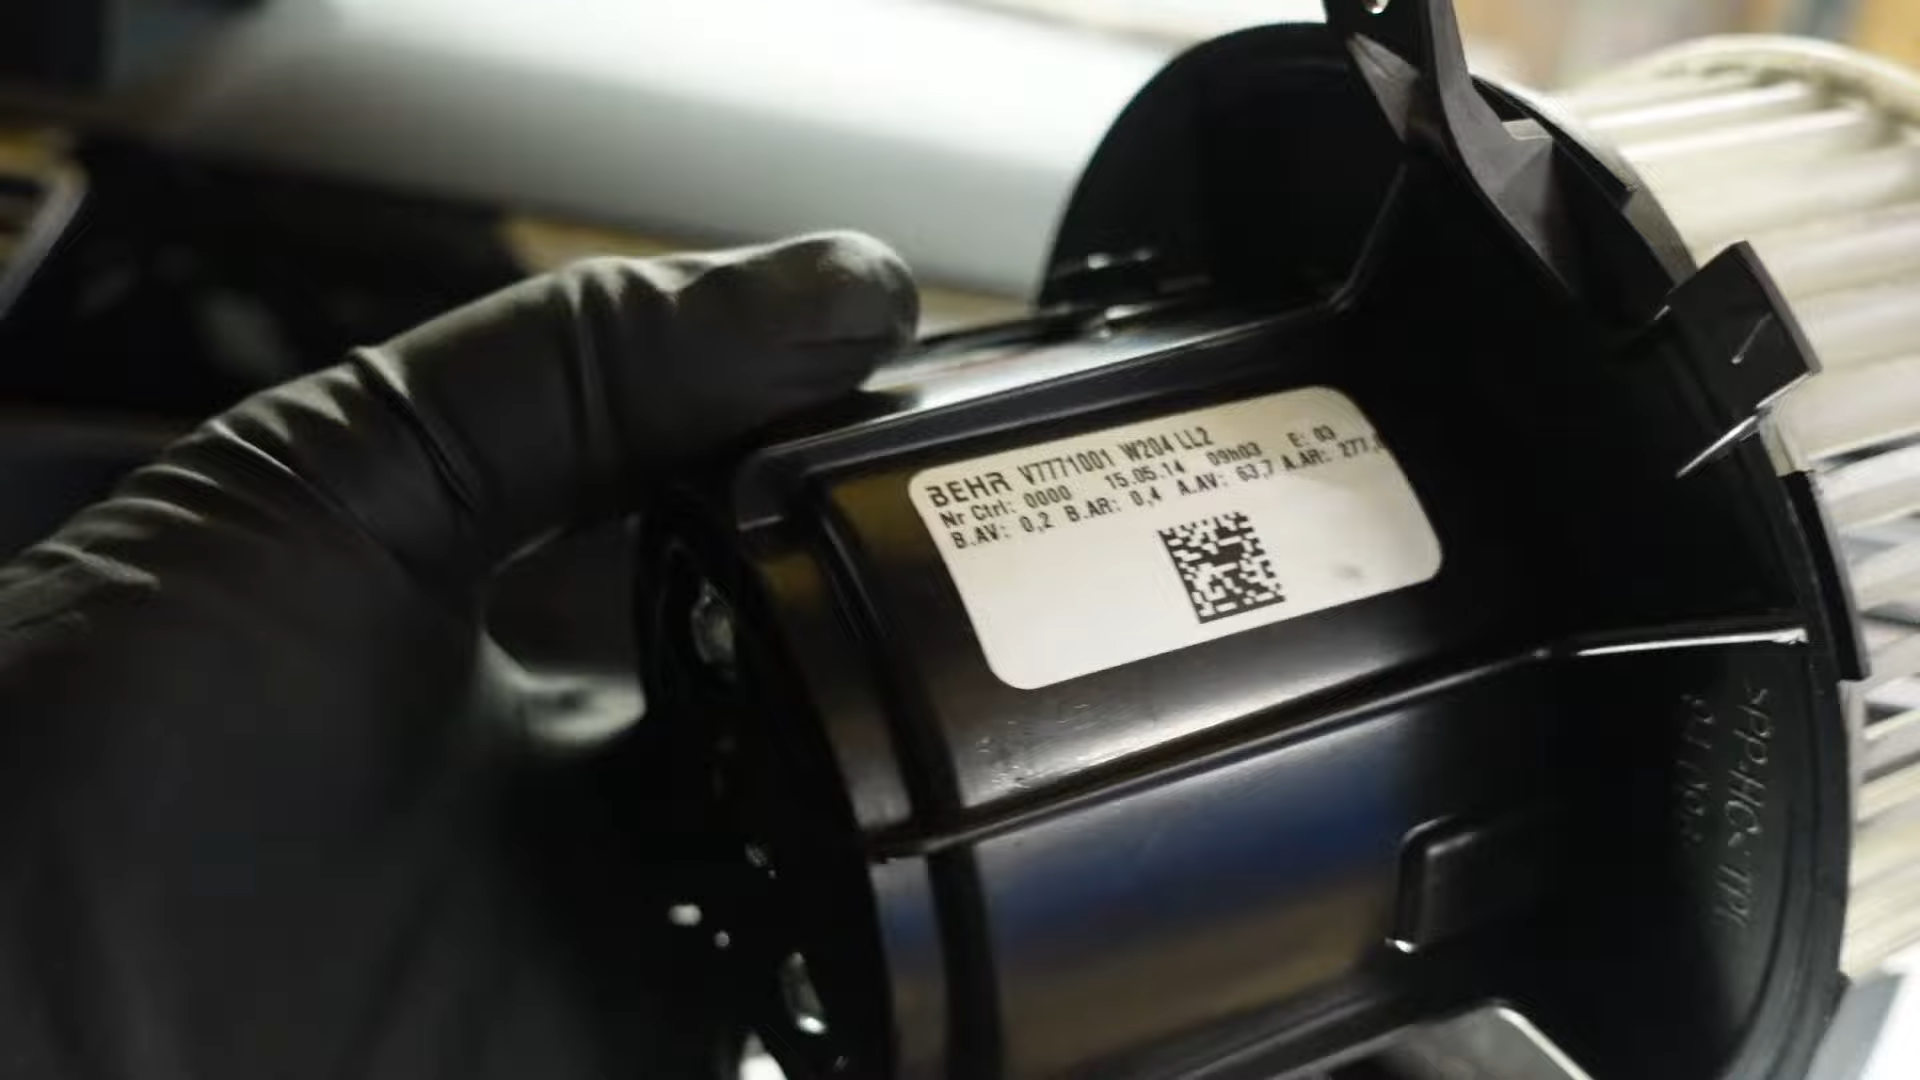 BEHR V7771001 W204 LL2
Nr Ctrl: 0000 15.05.14 09h03 E: 03
B.AV: 0,2 B.AR: 0,4 A.AV: 63,7 A.AR: 277,